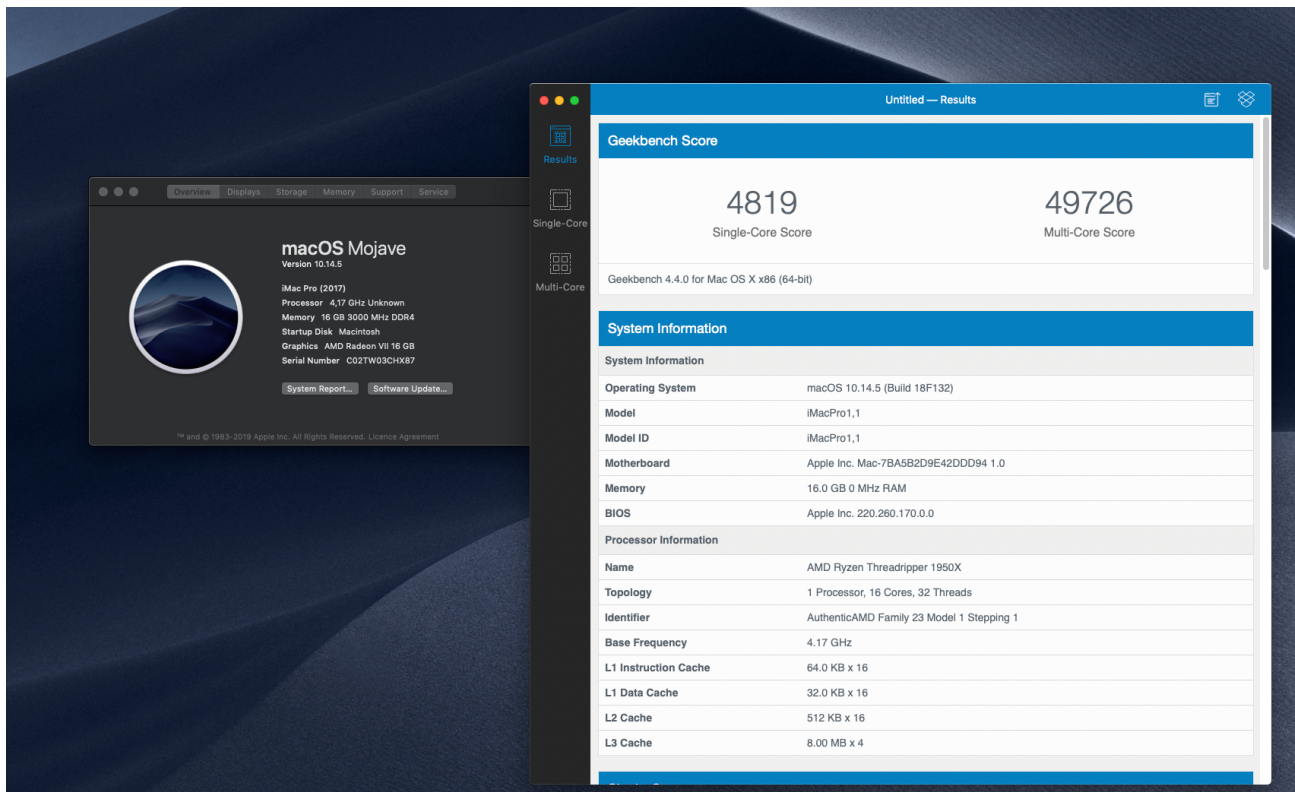 Overview Displays Storage Memory Support Service
macOS Mojave
Version 10.14.5
iMac Pro (2017)
Processor 4,17 GHz Unknown
Memory 16 GB 3000 MHz DDR4
Startup Disk Macintosh
Graphics AMD Radeon VII 16 GB
Serial Number C02TW03CHX87
System Report... Software Update...
™ and © 1983-2019 Apple Inc. All Rights Reserved. Licence Agreement
Untitled — Results
Results
Single-Core
Multi-Core
Geekbench Score
4819 49726
Single-Core Score Multi-Core Score
Geekbench 4.4.0 for Mac OS X x86 (64-bit)
System Information
System Information
Operating System macOS 10.14.5 (Build 18F132)
Model iMacPro1,1
Model ID iMacPro1,1
Motherboard Apple Inc. Mac-7BA5B2D9E42DDD94 1.0
Memory 16.0 GB 0 MHz RAM
BIOS Apple Inc. 220.260.170.0.0
Processor Information
Name AMD Ryzen Threadripper 1950X
Topology 1 Processor, 16 Cores, 32 Threads
Identifier AuthenticAMD Family 23 Model 1 Stepping 1
Base Frequency 4.17 GHz
L1 Instruction Cache 64.0 KB x 16
L1 Data Cache 32.0 KB x 16
L2 Cache 512 KB x 16
L3 Cache 8.00 MB x 4